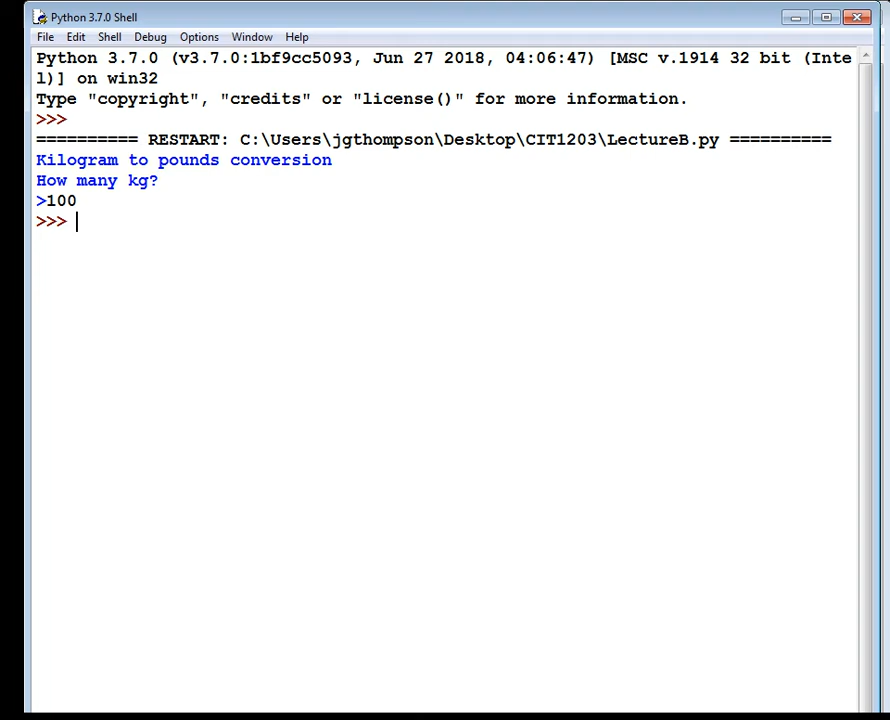 Python 3.7.0 Shell
File Edit Shell Debug Options Window Help
Python 3.7.0 (v3.7.0:1bf9cc5093, Jun 27 2018, 04:06:47) [MSC v.1914 32 bit (Inte
l)] on win32
Type "copyright", "credits" or "license()" for more information.
>>>
========== RESTART: C:\Users\jgthompson\Desktop\CIT1203\LectureB.py ==========
Kilogram to pounds conversion
How many kg?
>100
>>>